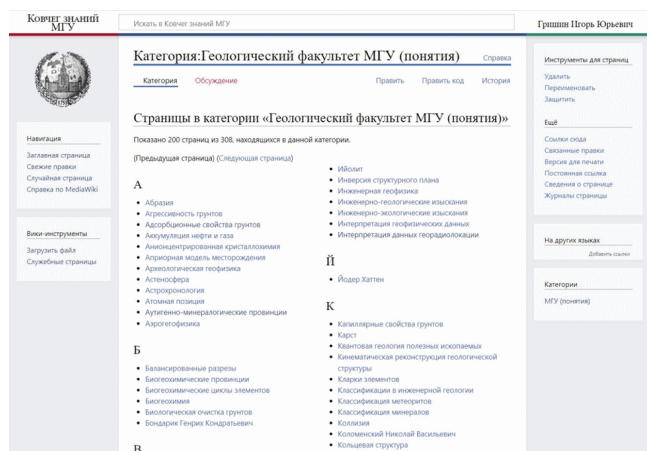 Ковчег знаний
МГУ
Искать в Ковчег знаний МГУ
Гришин Игорь Юрьевич
Навигация
Заглавная страница
Свежие правки
Случайная страница
Справка по MediaWiki
Вики-инструменты
Загрузить файл
Служебные страницы
Категория:Геологический факультет МГУ (понятия)
Справка
Категория
Обсуждение
Править
Править код
История
Страницы в категории «Геологический факультет МГУ (понятия)»
Показано 200 страниц из 308, находящихся в данной категории.
(Предыдущая страница) (Следующая страница)
А
Абразия
Агрессивность грунтов
Адсорбционные свойства грунтов
Аккумуляция нефти и газа
Анионцентрированная кристаллохимия
Априорная модель месторождения
Археологическая геофизика
Астеносфера
Астрохронология
Атомная позиция
Аутигенно-минералогические провинции
Аэрогеофизика
Б
Балансированные разрезы
Биогеохимические провинции
Биогеохимические циклы элементов
Биогеохимия
Биологическая очистка грунтов
Бондарик Генрих Кондратьевич
В
Ийолит
Инверсия структурного плана
Инженерная геофизика
Инженерно-геологические изыскания
Инженерно-экологические изыскания
Интерпретация геофизических данных
Интерпретация данных георадиолокации
Й
Йодер Хаттен
К
Капиллярные свойства грунтов
Карст
Квантовая геология полезных ископаемых
Кинематическая реконструкция геологической
структуры
Кларки элементов
Классификации в инженерной геологии
Классификация метеоритов
Классификация минералов
Коллизия
Коломенский Николай Васильевич
Кольцевая структура
Инструменты для страниц
Удалить
Переименовать
Защитить
Ещё
Ссылки сюда
Связанные правки
Версия для печати
Постоянная ссылка
Сведения о странице
Журналы страницы
На других языках
Добавить ссылки
Категории
МГУ (понятия)